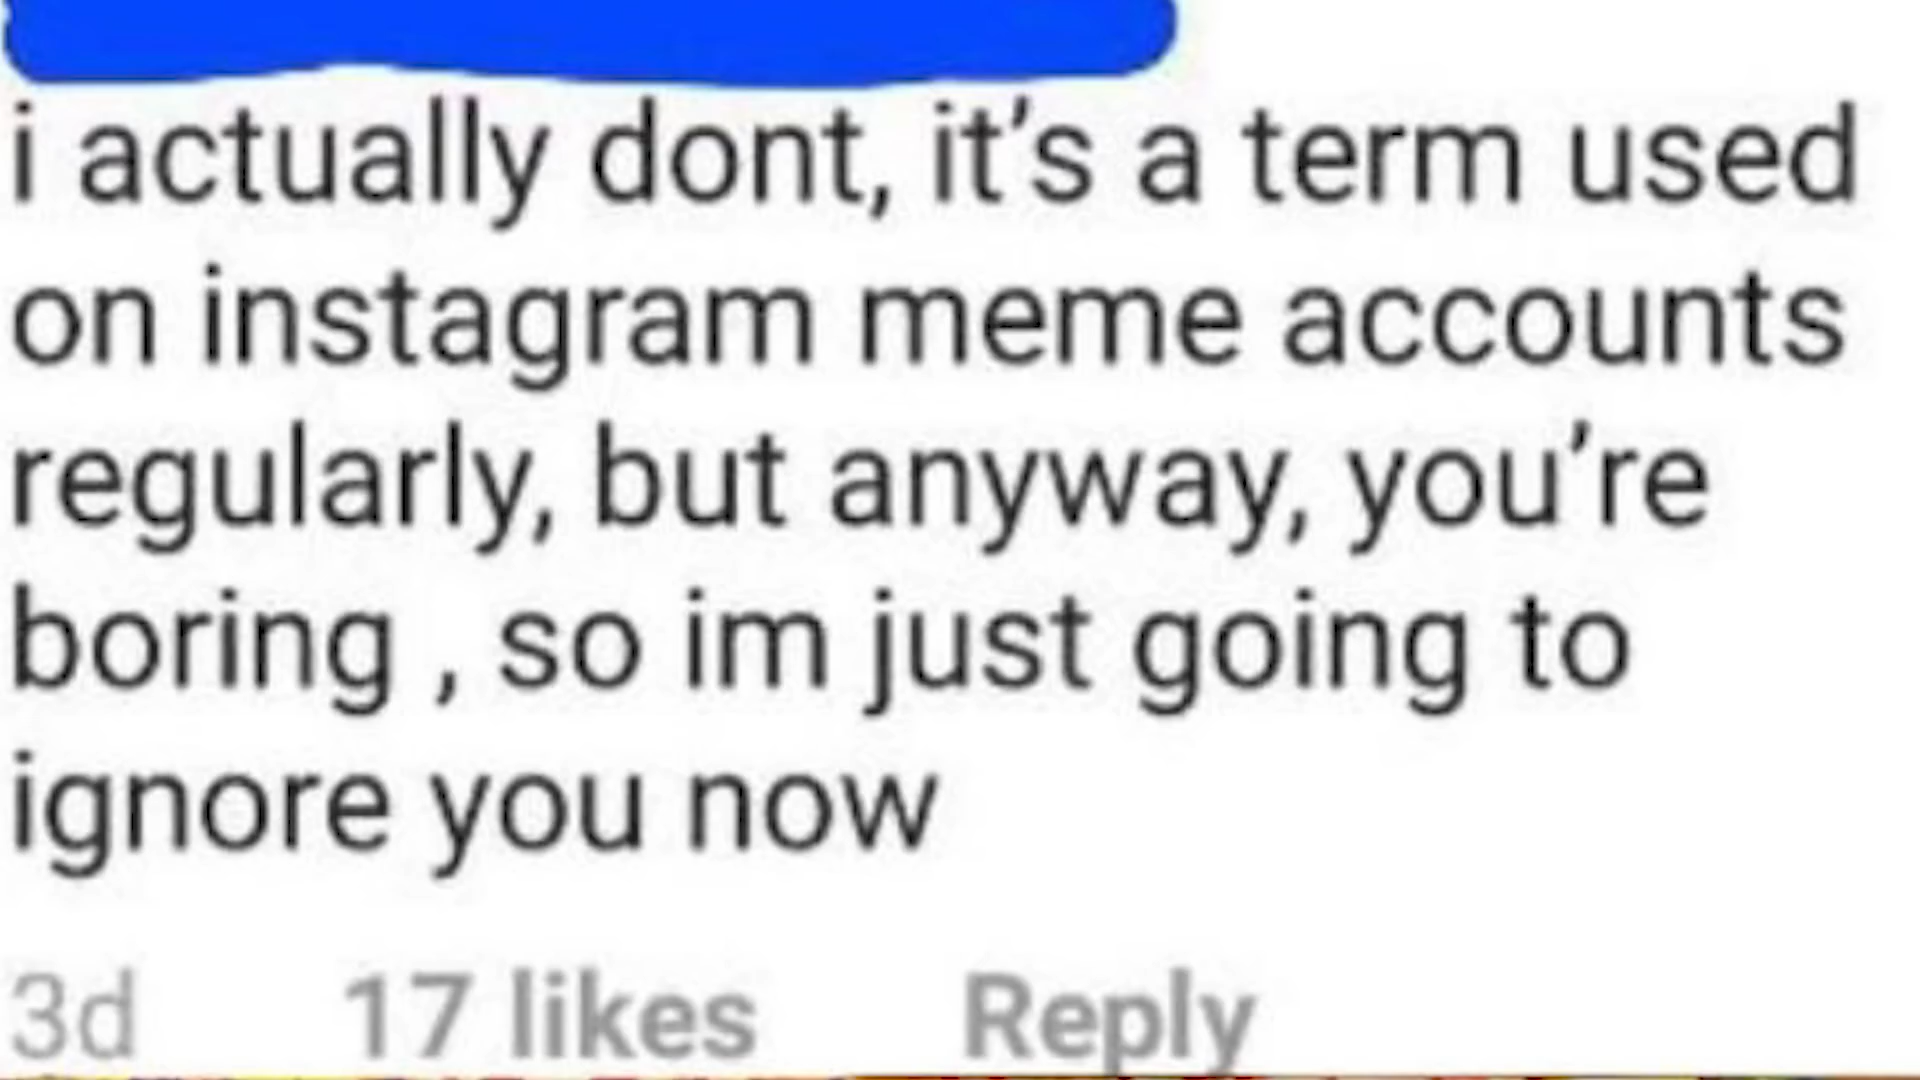 i actually dont, it’s a term used
on instagram meme accounts
regularly, but anyway, you’re
boring , so im just going to
ignore you now
3d 17 likes Reply